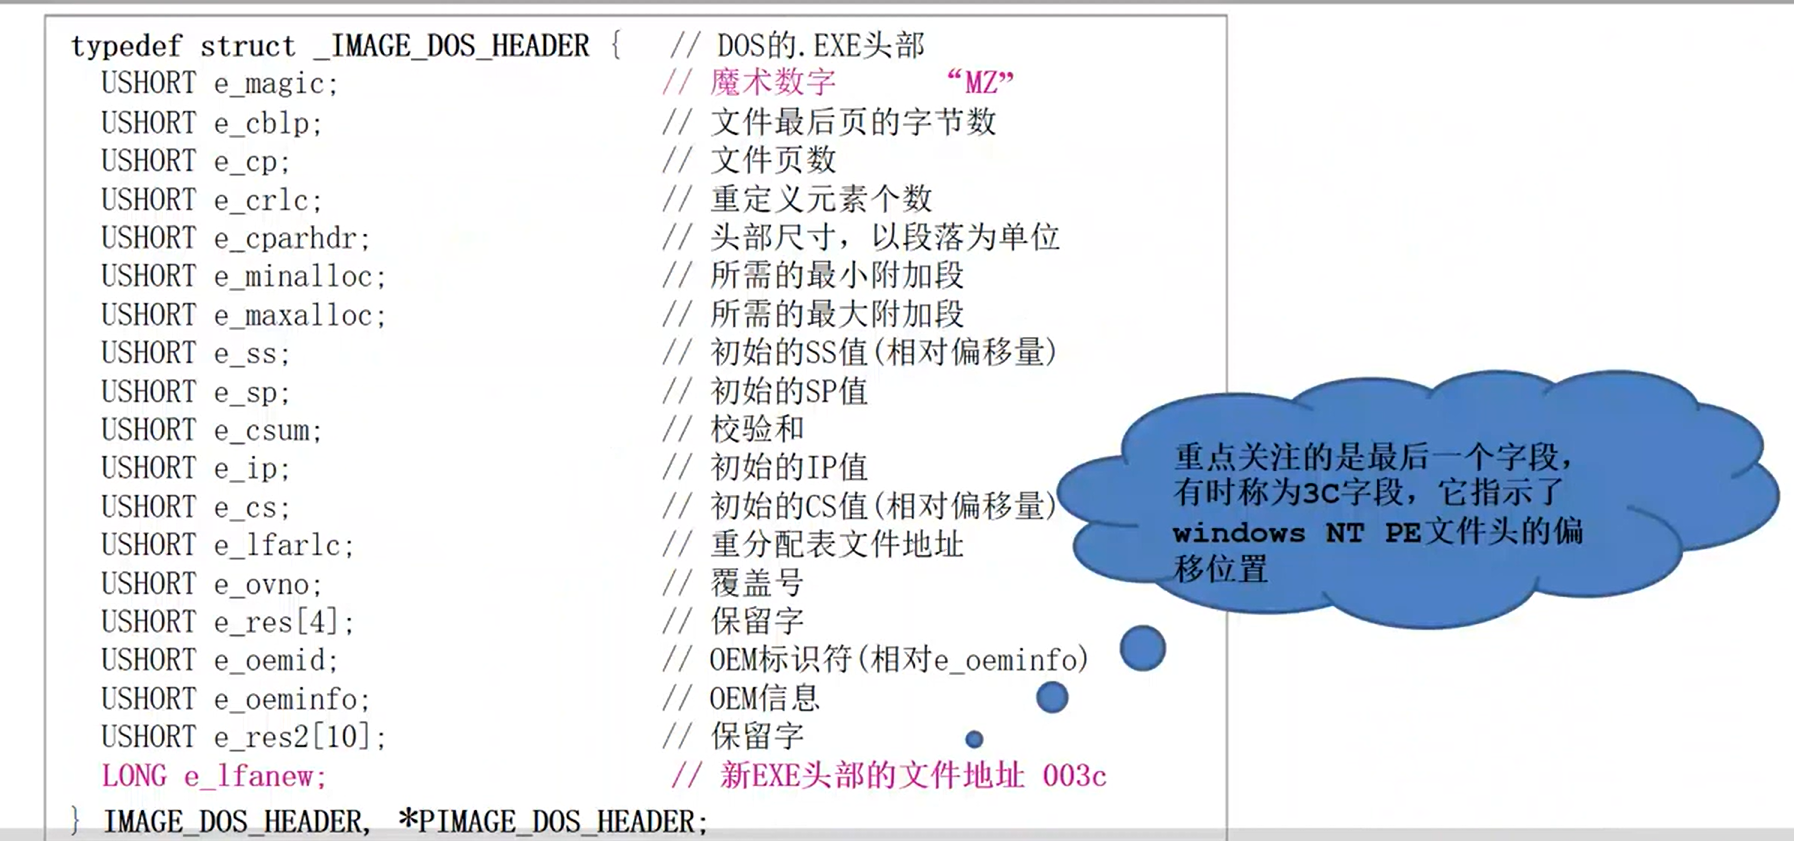 typedef struct _IMAGE_DOS_HEADER { // DOS的.EXE头部
USHORT e_magic; // 魔术数字 “MZ”
USHORT e_cblp; // 文件最后页的字节数
USHORT e_cp; // 文件页数
USHORT e_crlc; // 重定义元素个数
USHORT e_cparhdr; // 头部尺寸，以段落为单位
USHORT e_minalloc; // 所需的最小附加段
USHORT e_maxalloc; // 所需的最大附加段
USHORT e_ss; // 初始的SS值(相对偏移量)
USHORT e_sp; // 初始的SP值
USHORT e_csum; // 校验和
USHORT e_ip; // 初始的IP值
USHORT e_cs; // 初始的CS值(相对偏移量)
USHORT e_lfarlc; // 重分配表文件地址
USHORT e_ovno; // 覆盖号
USHORT e_res[4]; // 保留字
USHORT e_oemid; // OEM标识符(相对e_oeminfo)
USHORT e_oeminfo; // OEM信息
USHORT e_res2[10]; // 保留字
LONG e_lfanew; // 新EXE头部的文件地址 003c
} IMAGE_DOS_HEADER, *PIMAGE_DOS_HEADER;
重点关注的是最后一个字段，
有时称为3C字段，它指示了
windows NT PE文件头的偏
移位置